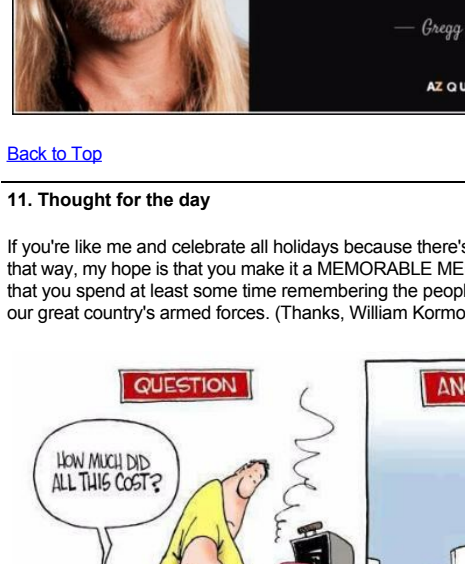 — Gregg
AZ QU
Back to Top
11. Thought for the day
If you're like me and celebrate all holidays because there's
that way, my hope is that you make it a MEMORABLE ME
that you spend at least some time remembering the peopl
our great country's armed forces. (Thanks, William Kormo
QUESTION
AN
HOW MUCH DID
ALL THIS COST?